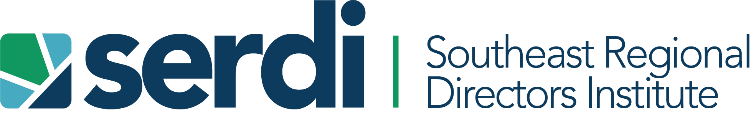 serdi
Southeast Regional
Directors Institute